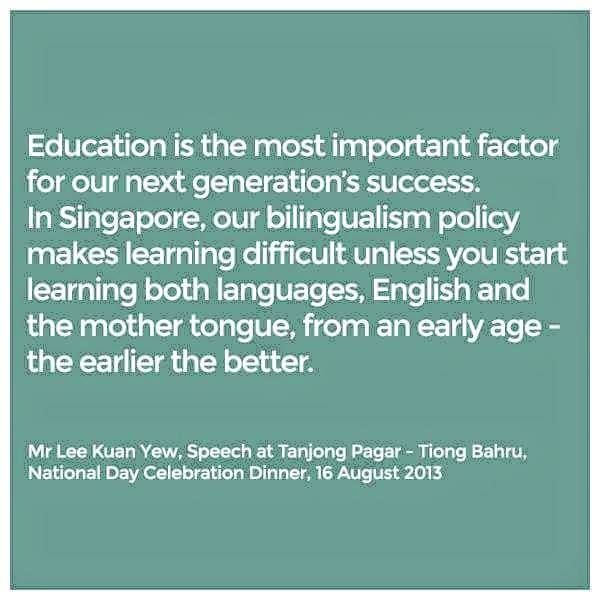 Education is the most important factor
for our next generation's success.
In Singapore, our bilingualism policy
makes learning difficult unless you start
learning both languages, English and
the mother tongue, from an early age -
the earlier the better.
Mr Lee Kuan Yew, Speech at Tanjong Pagar - Tiong Bahru,
National Day Celebration Dinner, 16 August 2013